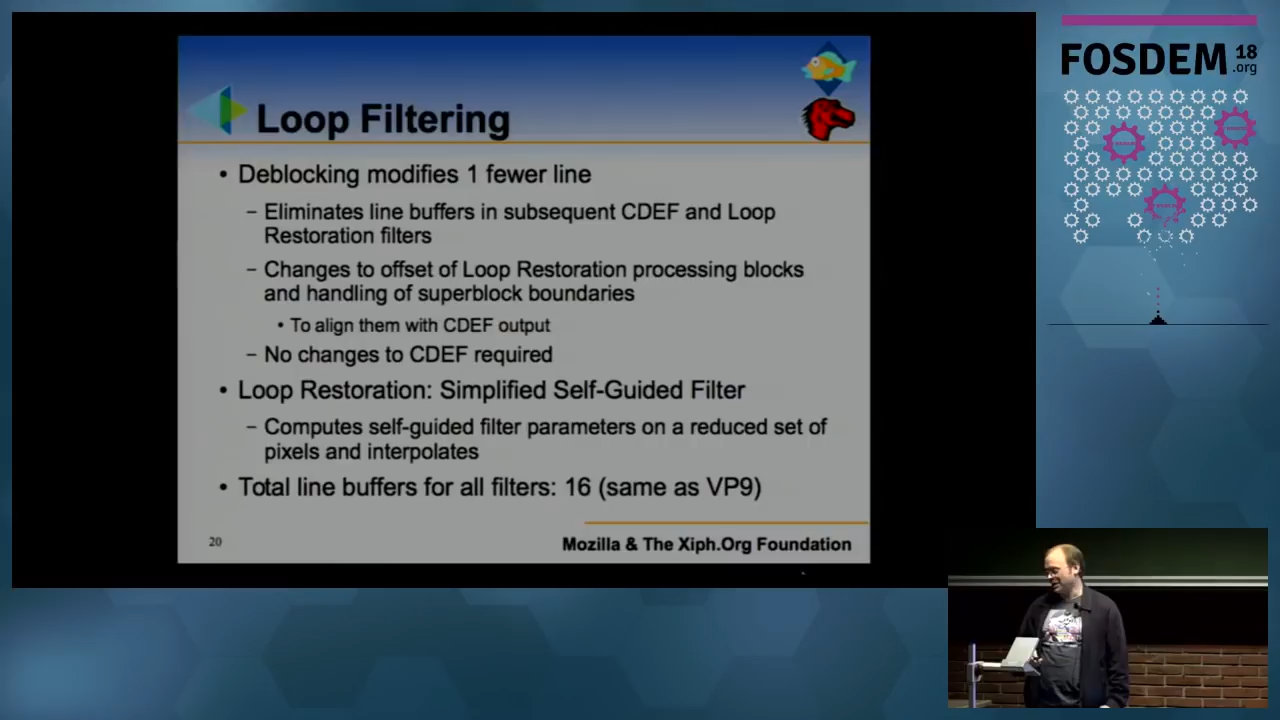 Loop Filtering
• Deblocking modifies 1 fewer line
– Eliminates line buffers in subsequent CDEF and Loop
Restoration filters
– Changes to offset of Loop Restoration processing blocks
and handling of superblock boundaries
• To align them with CDEF output
– No changes to CDEF required
• Loop Restoration: Simplified Self-Guided Filter
– Computes self-guided filter parameters on a reduced set of
pixels and interpolates
• Total line buffers for all filters: 16 (same as VP9)
20
Mozilla & The Xiph.Org Foundation
FOSDEM 18
.org